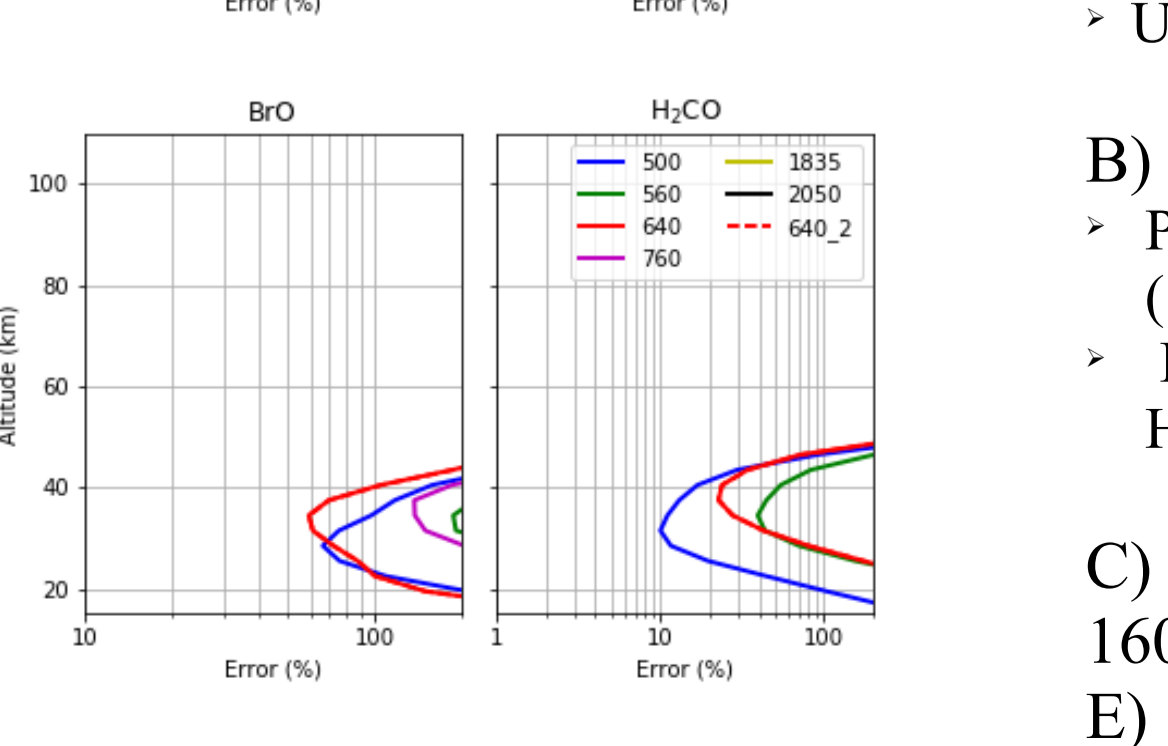 Error (%) Error (%)
BrO H₂CO
500 1835
560 2050
640 640_2
760
Altitude (km)
100
80
60
40
20
10 100 1 10 100
Error (%) Error (%)
➢ U
B)
➢ P
(
➢
H
C)
160
E)